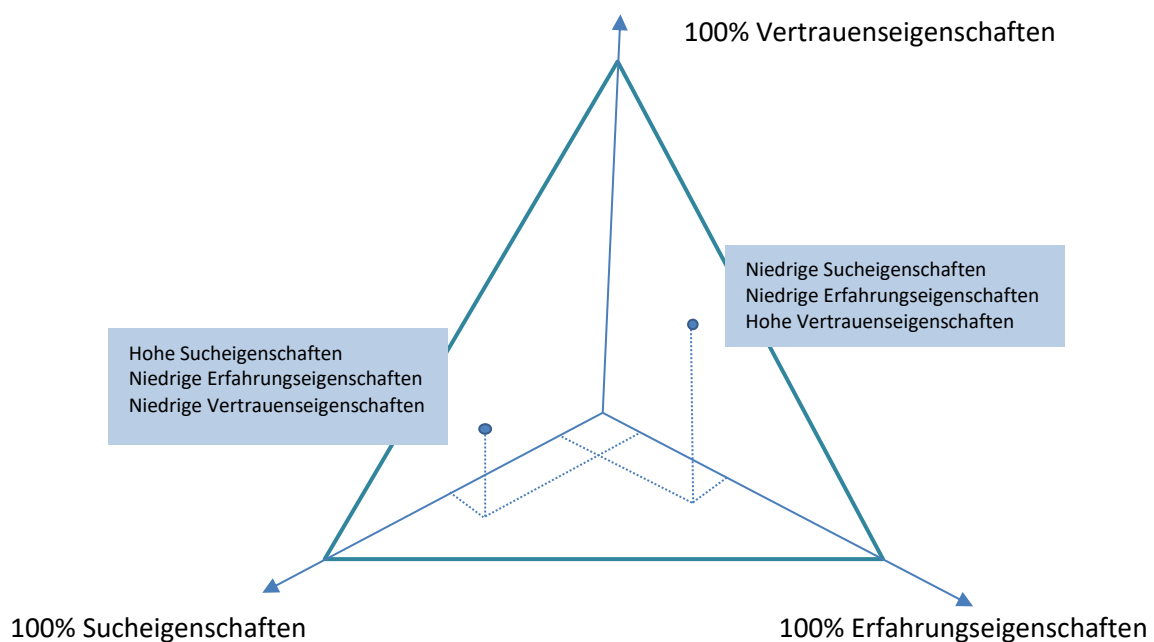 100% Vertrauenseigenschaften
Niedrige Sucheigenschaften
Niedrige Erfahrungseigenschaften
Hohe Vertrauenseigenschaften
Hohe Sucheigenschaften
Niedrige Erfahrungseigenschaften
Niedrige Vertrauenseigenschaften
100% Sucheigenschaften
100% Erfahrungseigenschaften